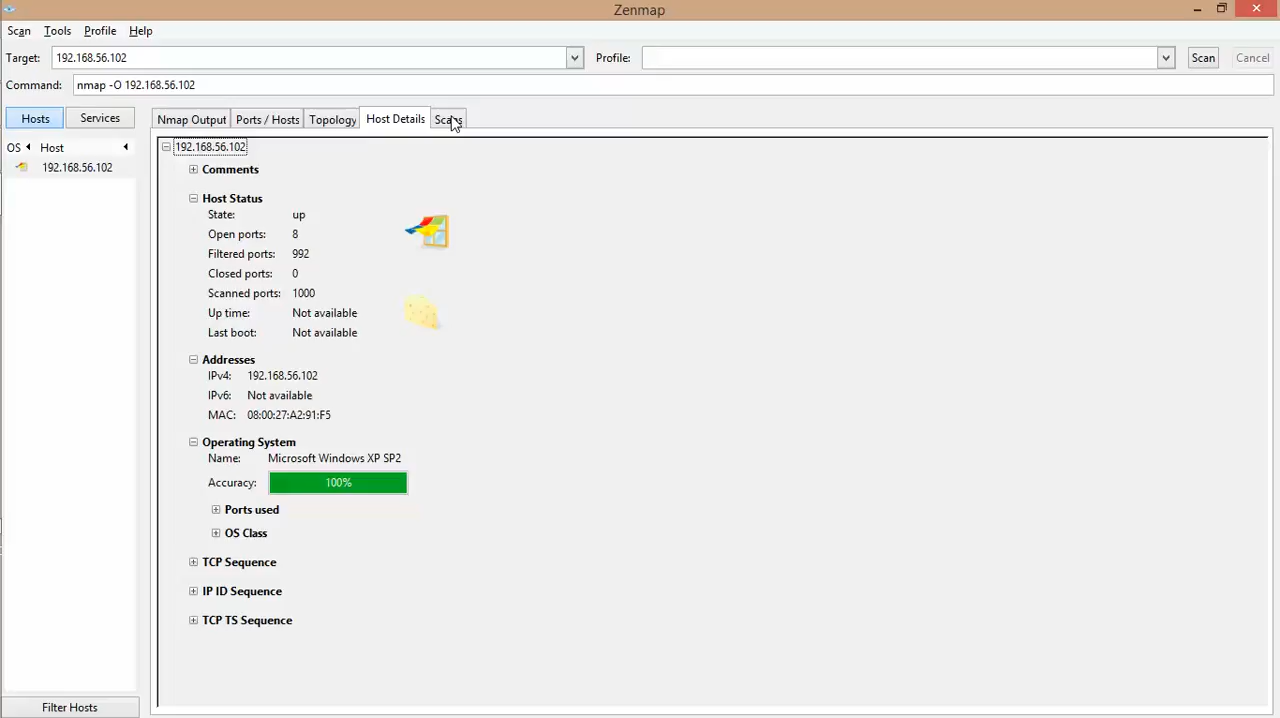 Zenmap
Scan Tools Profile Help
Target: 192.168.56.102 Profile: Scan Cancel
Command: nmap -O 192.168.56.102
Hosts Services Nmap Output Ports / Hosts Topology Host Details Scans
OS Host
192.168.56.102
192.168.56.102
Comments
Host Status
State: up
Open ports: 8
Filtered ports: 992
Closed ports: 0
Scanned ports: 1000
Up time: Not available
Last boot: Not available
Addresses
IPv4: 192.168.56.102
IPv6: Not available
MAC: 08:00:27:A2:91:F5
Operating System
Name: Microsoft Windows XP SP2
Accuracy: 100%
Ports used
OS Class
TCP Sequence
IP ID Sequence
TCP TS Sequence
Filter Hosts